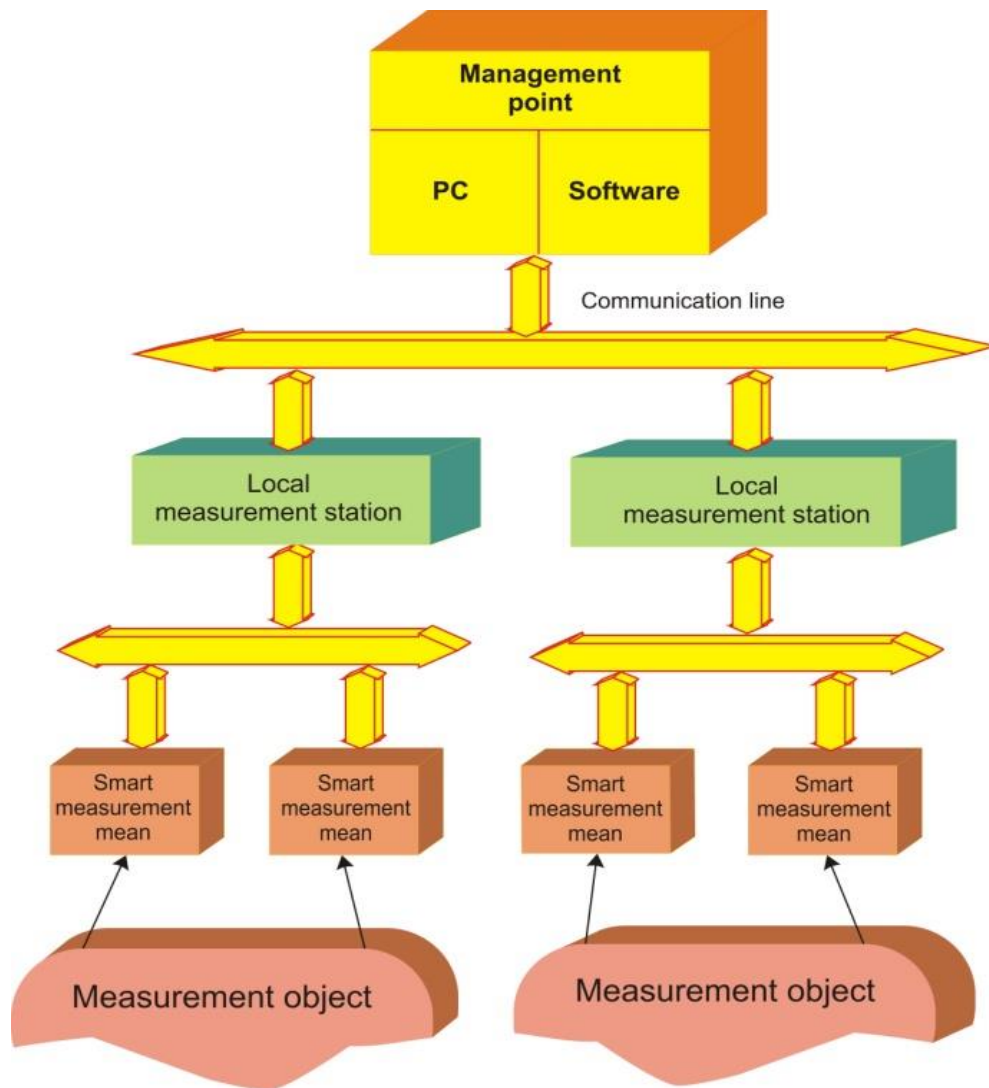 Management
point
PC
Software
Communication line
Local
measurement station
Local
measurement station
Smart
measurement
mean
Smart
measurement
mean
Smart
measurement
mean
Smart
measurement
mean
Measurement object
Measurement object